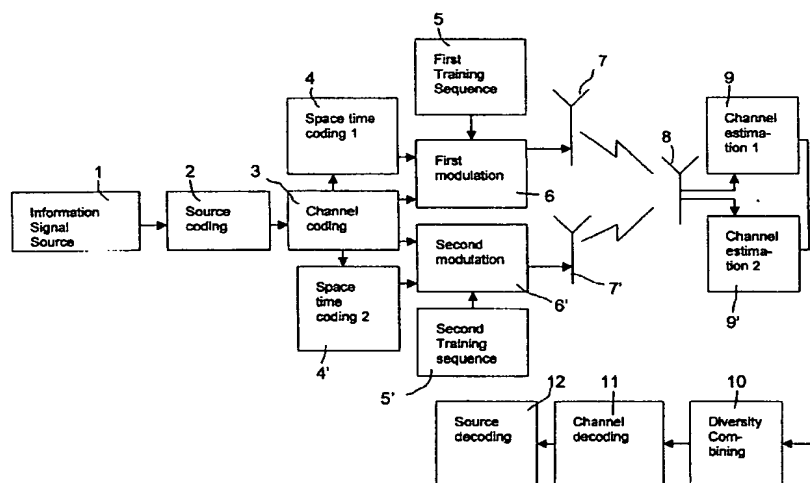 5
First
Training
Sequence
7
4
Space time
coding 1
9
Channel
estima-
tion 1
8
3
First
modulation
6
1
Information
Signal
Source
2
Source
coding
Channel
coding
Second
modulation
6'
7'
Channel
estima-
tion 2
9'
Space
time
coding 2
4'
Second
Training
sequence
5'
12
Source
decoding
11
Channel
decoding
10
Diversity
Com-
bining